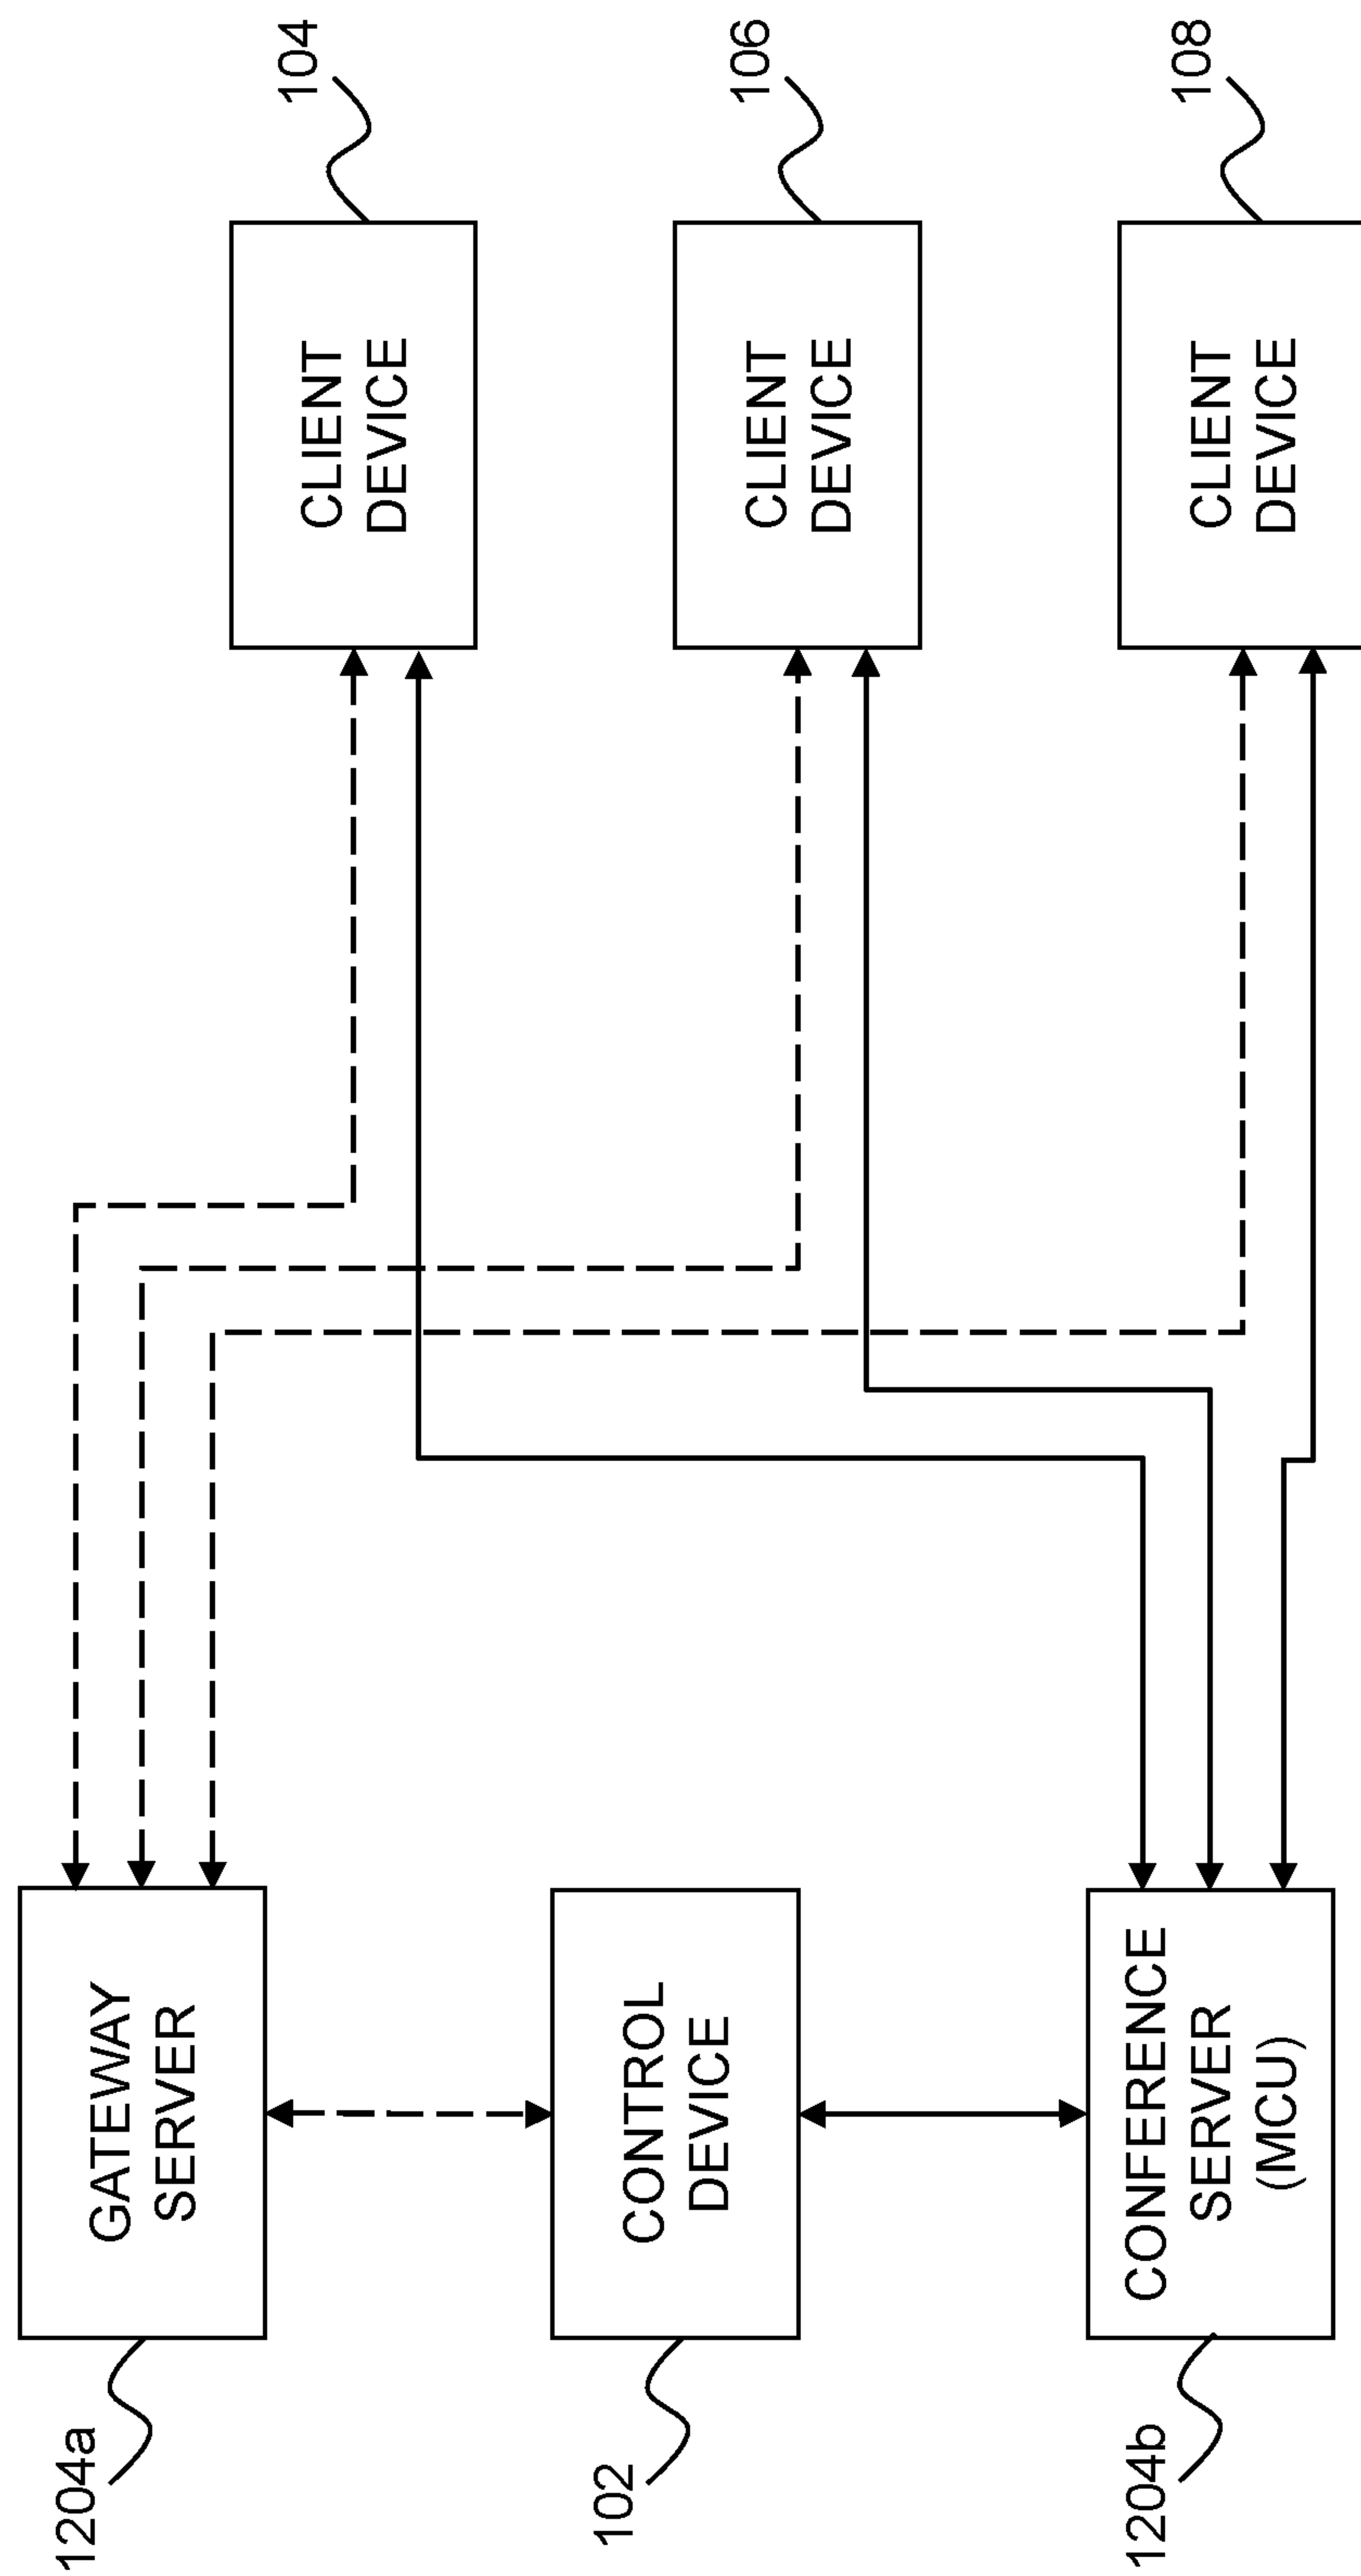 1204a
GATEWAY
SERVER
102
CONTROL
DEVICE
1204b
CONFERENCE
SERVER
(MCU)
104
CLIENT
DEVICE
106
CLIENT
DEVICE
108
CLIENT
DEVICE